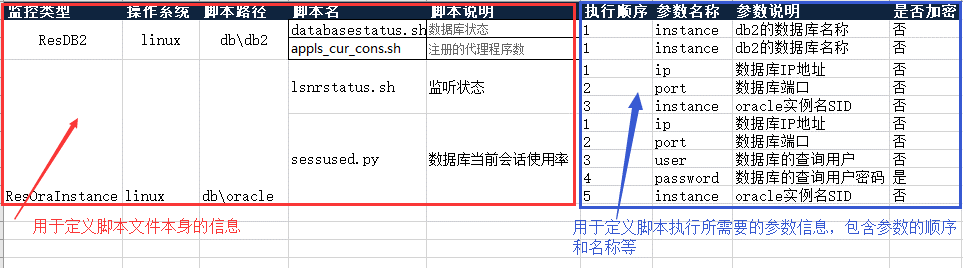 监控类型 操作系统 脚本路径 脚本名 脚本说明 执行顺序 参数名称 参数说明 是否加密
ResDB2 linux db\db2 databasestatus.sh 数据库状态 1 instance db2的数据库名称 否
appls_cur_cons.sh 注册的代理程序数 1 instance db2的数据库名称 否
1 ip 数据库IP地址 否
lsnrstatus.sh 监听状态 2 port 数据库端口 否
3 instance oracle实例名SID 否
1 ip 数据库IP地址 否
2 port 数据库端口 否
sessused.py 数据库当前会话使用率 3 user 数据库的查询用户 否
4 password 数据库的查询用户密码 是
ResOraInstance linux db\oracle 5 instance oracle实例名SID 否
用于定义脚本文件本身的信息
用于定义脚本执行所需要的参数信息，包含参数的顺序
和名称等